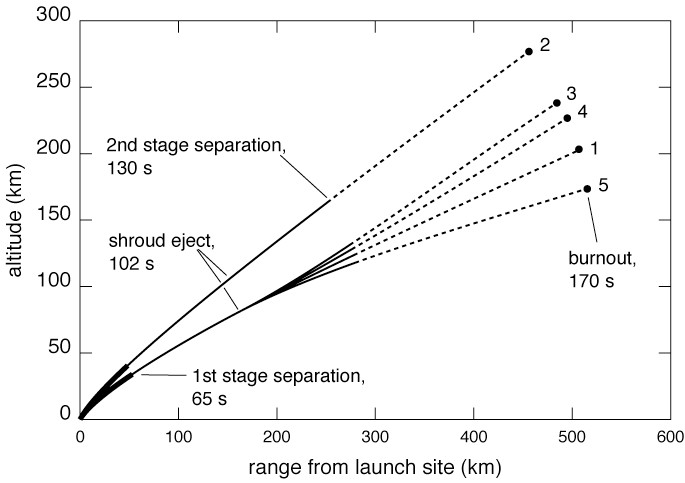 300
250
200
150
100
50
0
altitude (km)
2
3
4
1
5
2nd stage separation,
130 s
shroud eject,
102 s
burnout,
170 s
1st stage separation,
65 s
0 100 200 300 400 500 600
range from launch site (km)